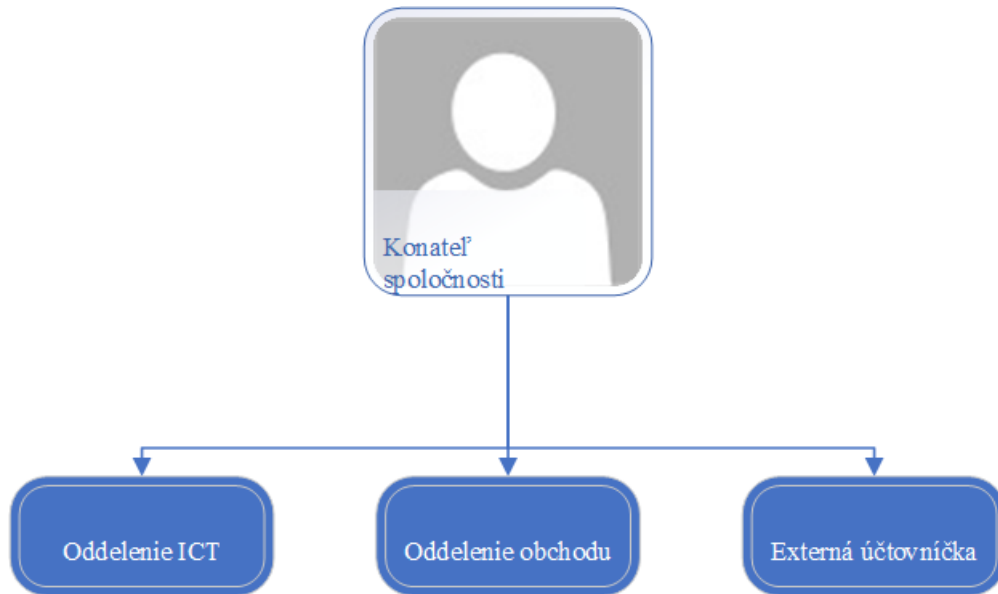 Konateľ
spoločnosti
Oddelenie ICT
Oddelenie obchodu
Externá účtovníčka